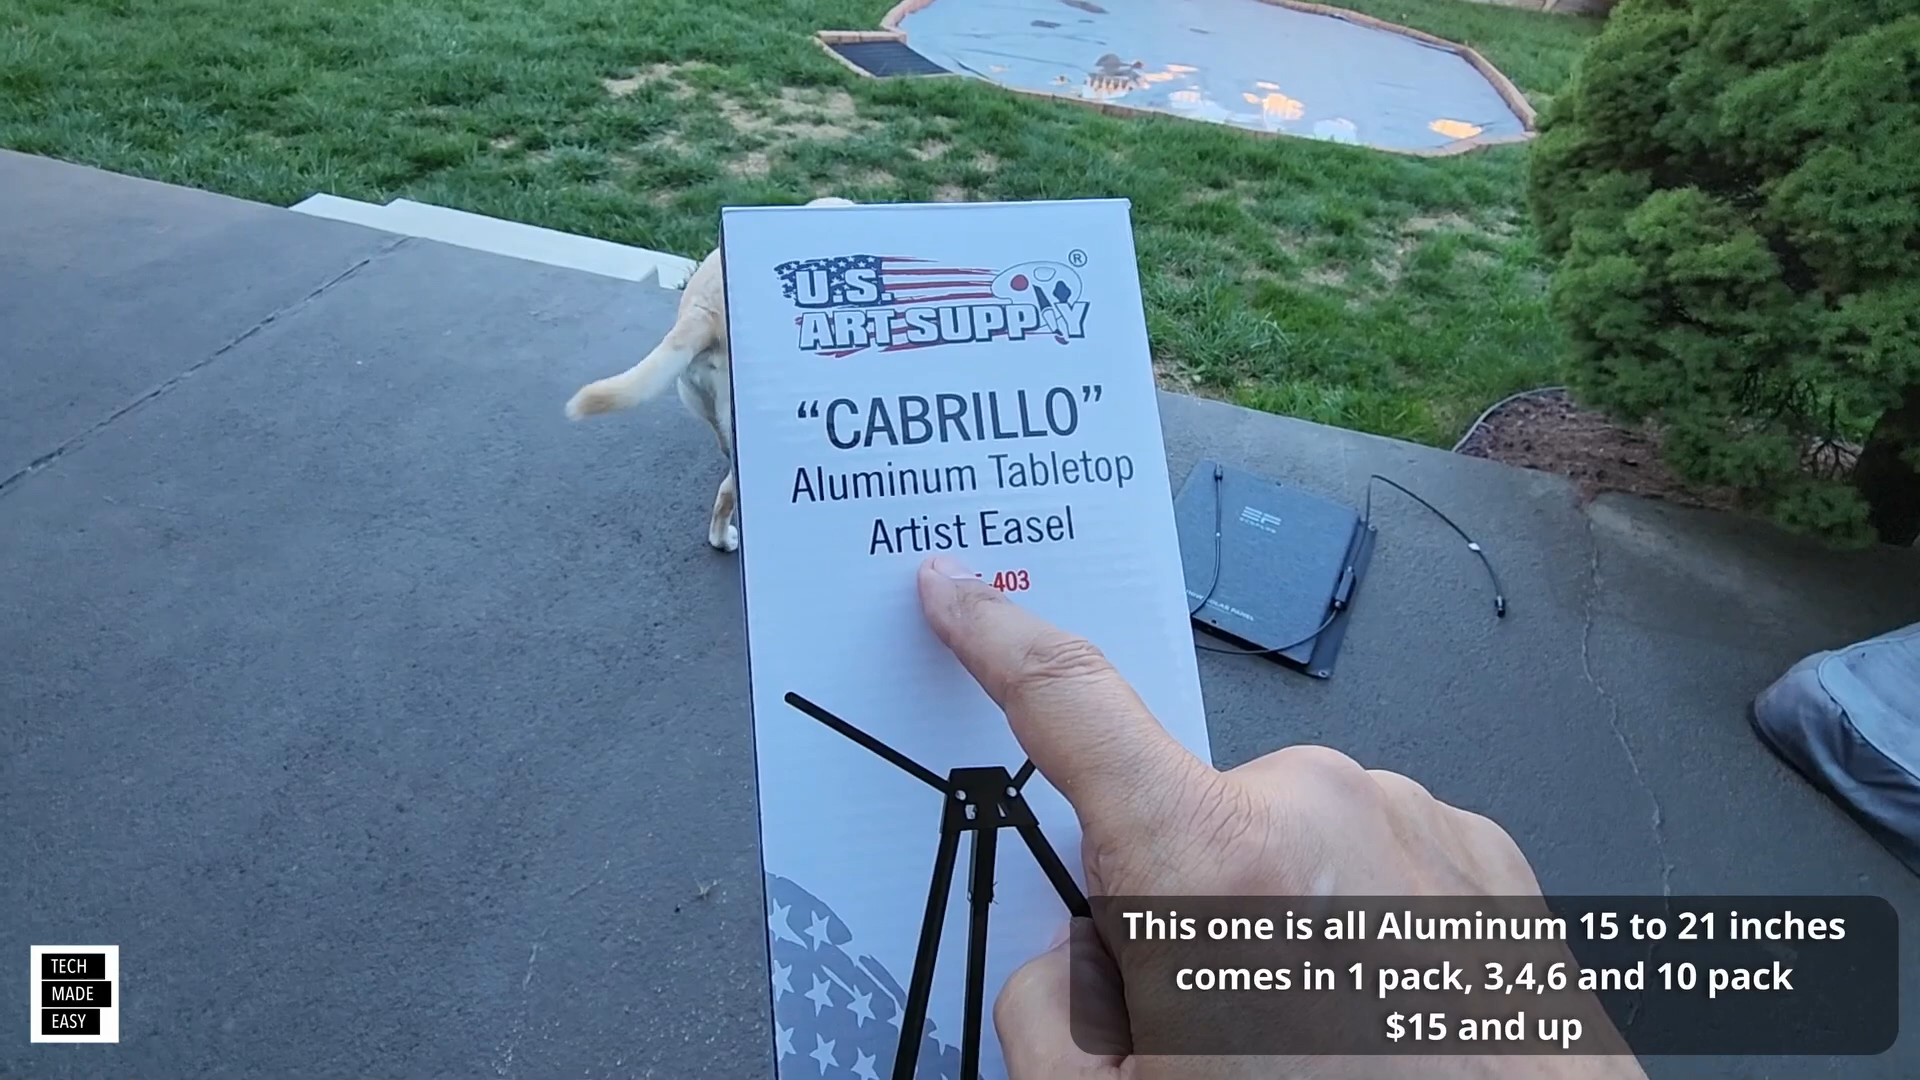 U.S.
ART SUPPLY
®
“CABRILLO”
Aluminum Tabletop
Artist Easel
-403
This one is all Aluminum 15 to 21 inches
comes in 1 pack, 3,4,6 and 10 pack
$15 and up
TECH
MADE
EASY